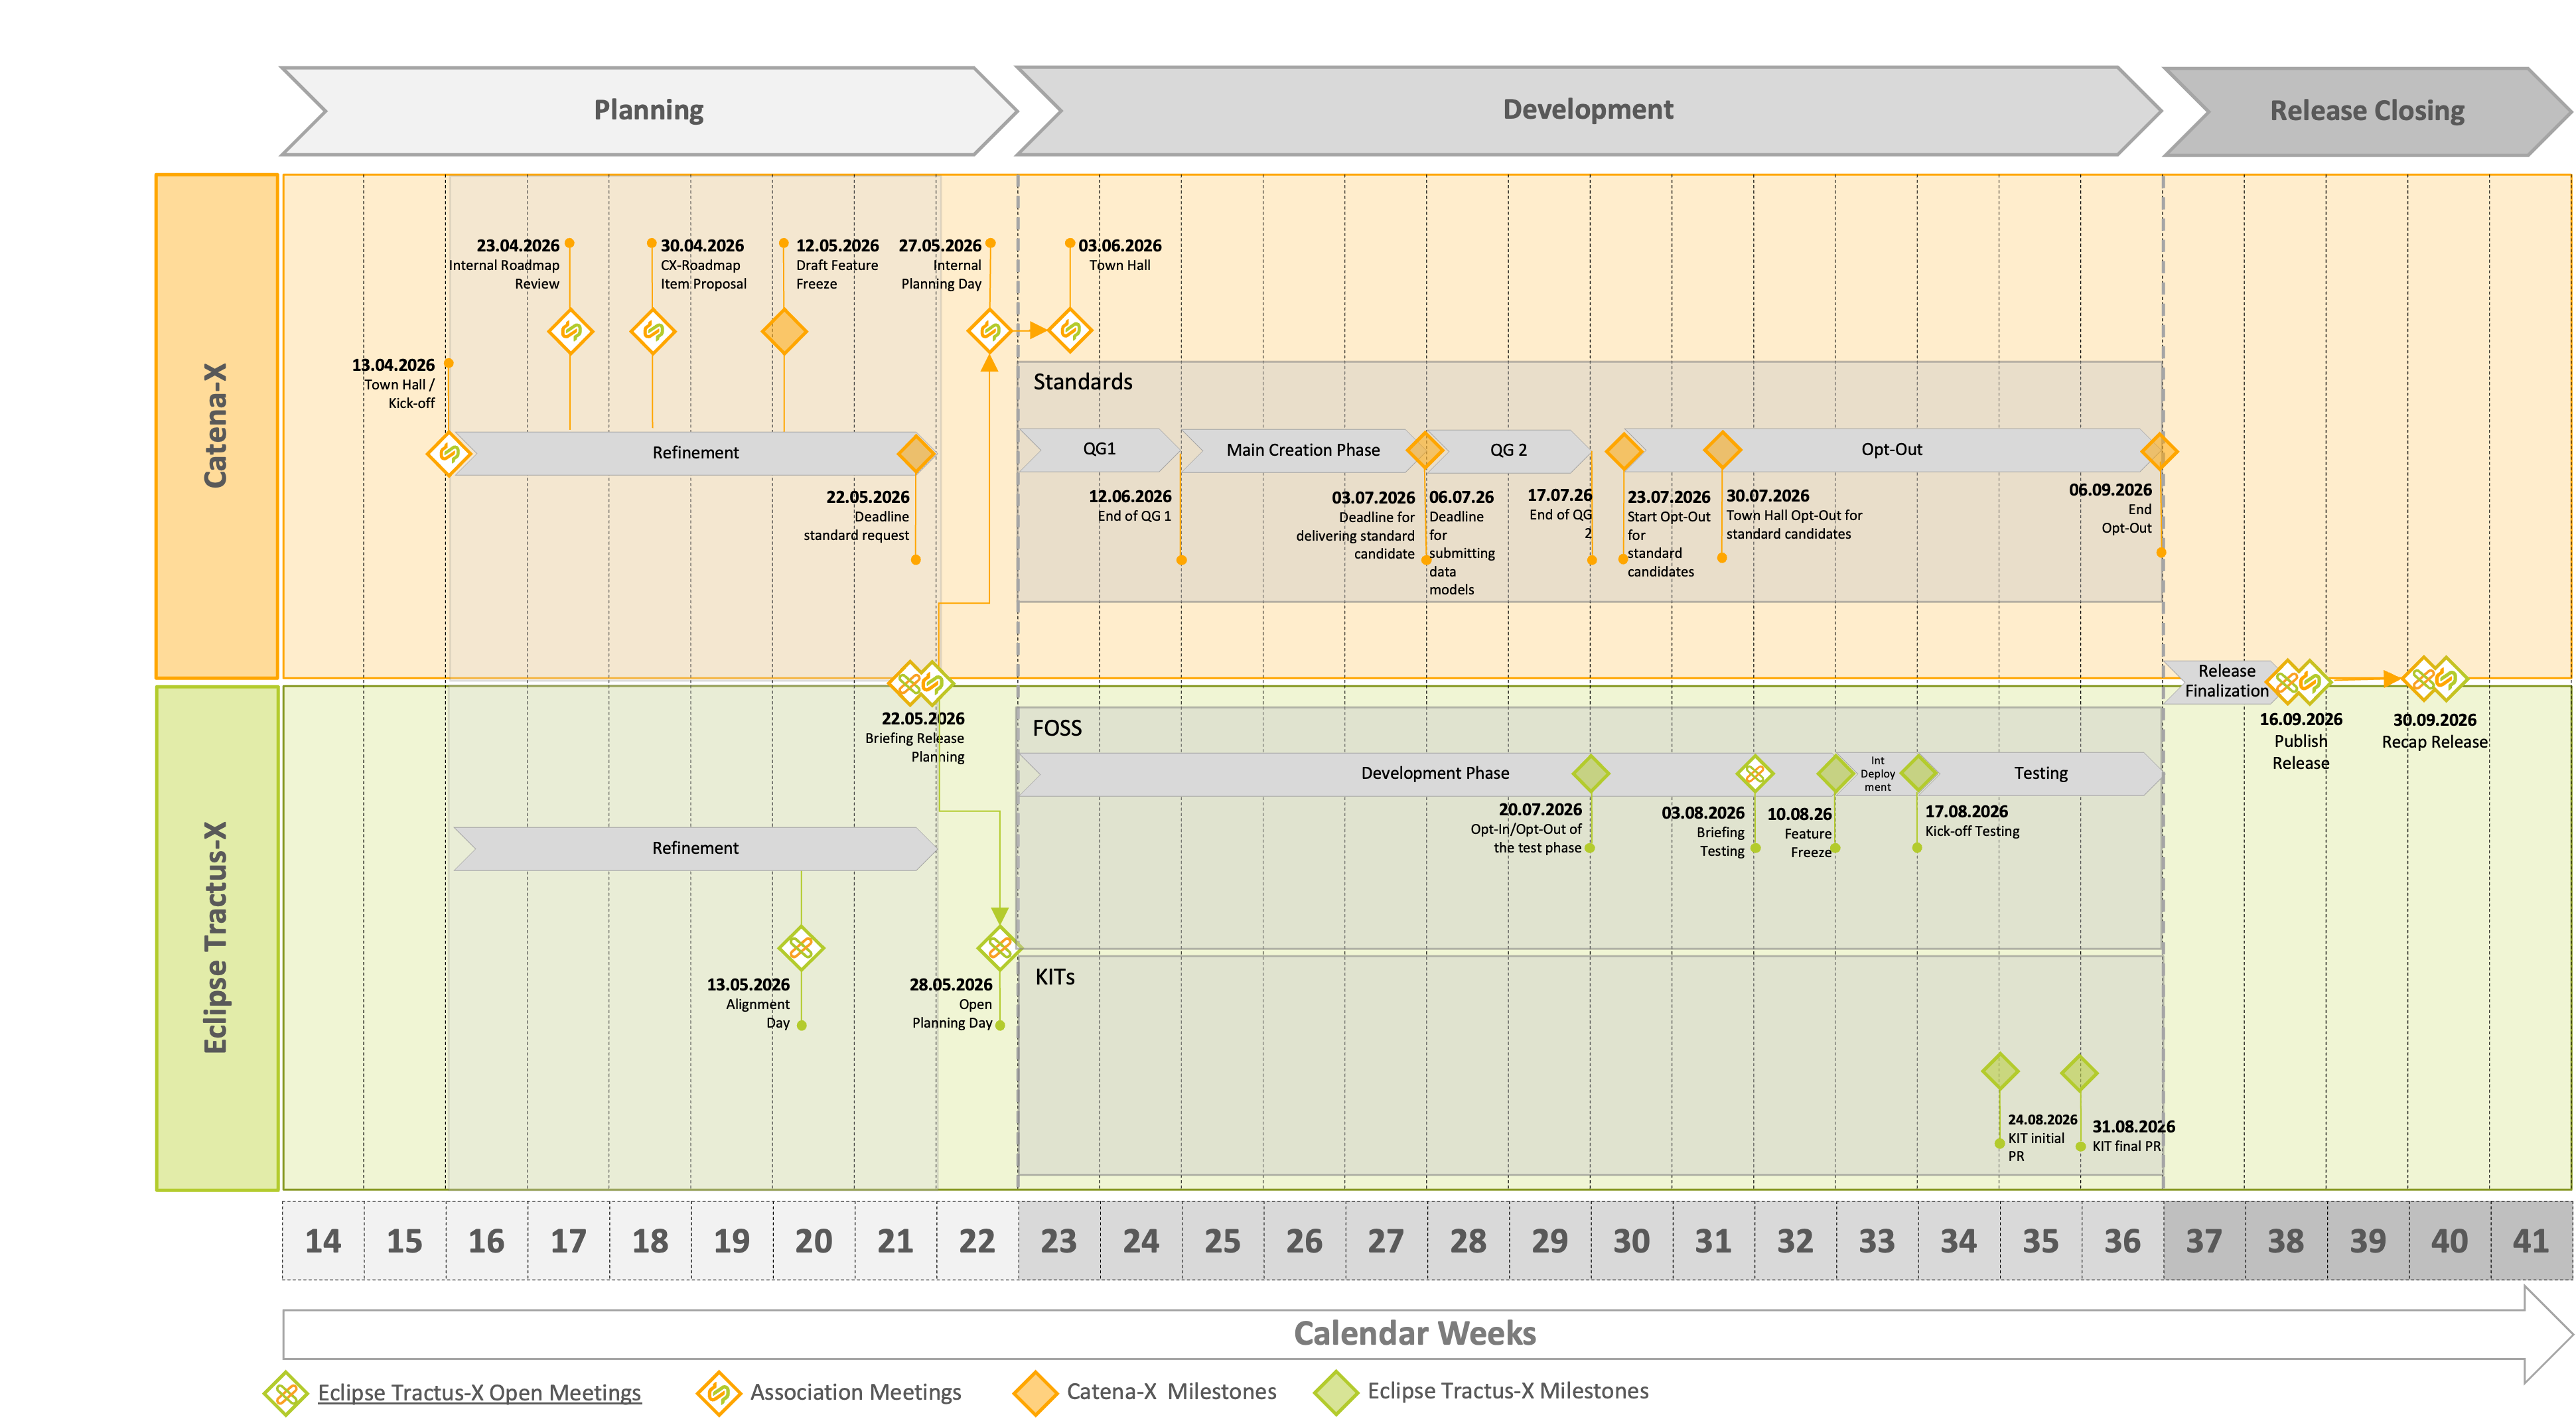 Planning
Development
Release Closing
Catena-X
23.04.2026
Internal Roadmap
Review
30.04.2026
CX-Roadmap
Item Proposal
12.05.2026
Draft Feature
Freeze
27.05.2026
Internal
Planning Day
03.06.2026
Town Hall
13.04.2026
Town Hall /
Kick-off
Refinement
22.05.2026
Deadline
standard request
Standards
QG1
Main Creation Phase
QG 2
Opt-Out
12.06.2026
End of QG 1
03.07.2026
Deadline for
delivering standard
candidate
06.07.26
Deadline
for
submitting
data
models
17.07.26
End of QG
2
23.07.2026
Start Opt-Out
for
standard
candidates
30.07.2026
Town Hall Opt-Out for
standard candidates
06.09.2026
End
Opt-Out
22.05.2026
Briefing Release
Planning
Release
Finalization
16.09.2026
Publish
Release
30.09.2026
Recap Release
Eclipse Tractus-X
Refinement
13.05.2026
Alignment
Day
28.05.2026
Open
Planning Day
FOSS
Development Phase
Int
Deploy
ment
Testing
20.07.2026
Opt-In/Opt-Out of
the test phase
03.08.2026
Briefing
Testing
10.08.26
Feature
Freeze
17.08.2026
Kick-off Testing
KITs
24.08.2026
KIT initial
PR
31.08.2026
KIT final PR
14 15 16 17 18 19 20 21 22 23 24 25 26 27 28 29 30 31 32 33 34 35 36 37 38 39 40 41
Calendar Weeks
Eclipse Tractus-X Open Meetings
Association Meetings
Catena-X Milestones
Eclipse Tractus-X Milestones